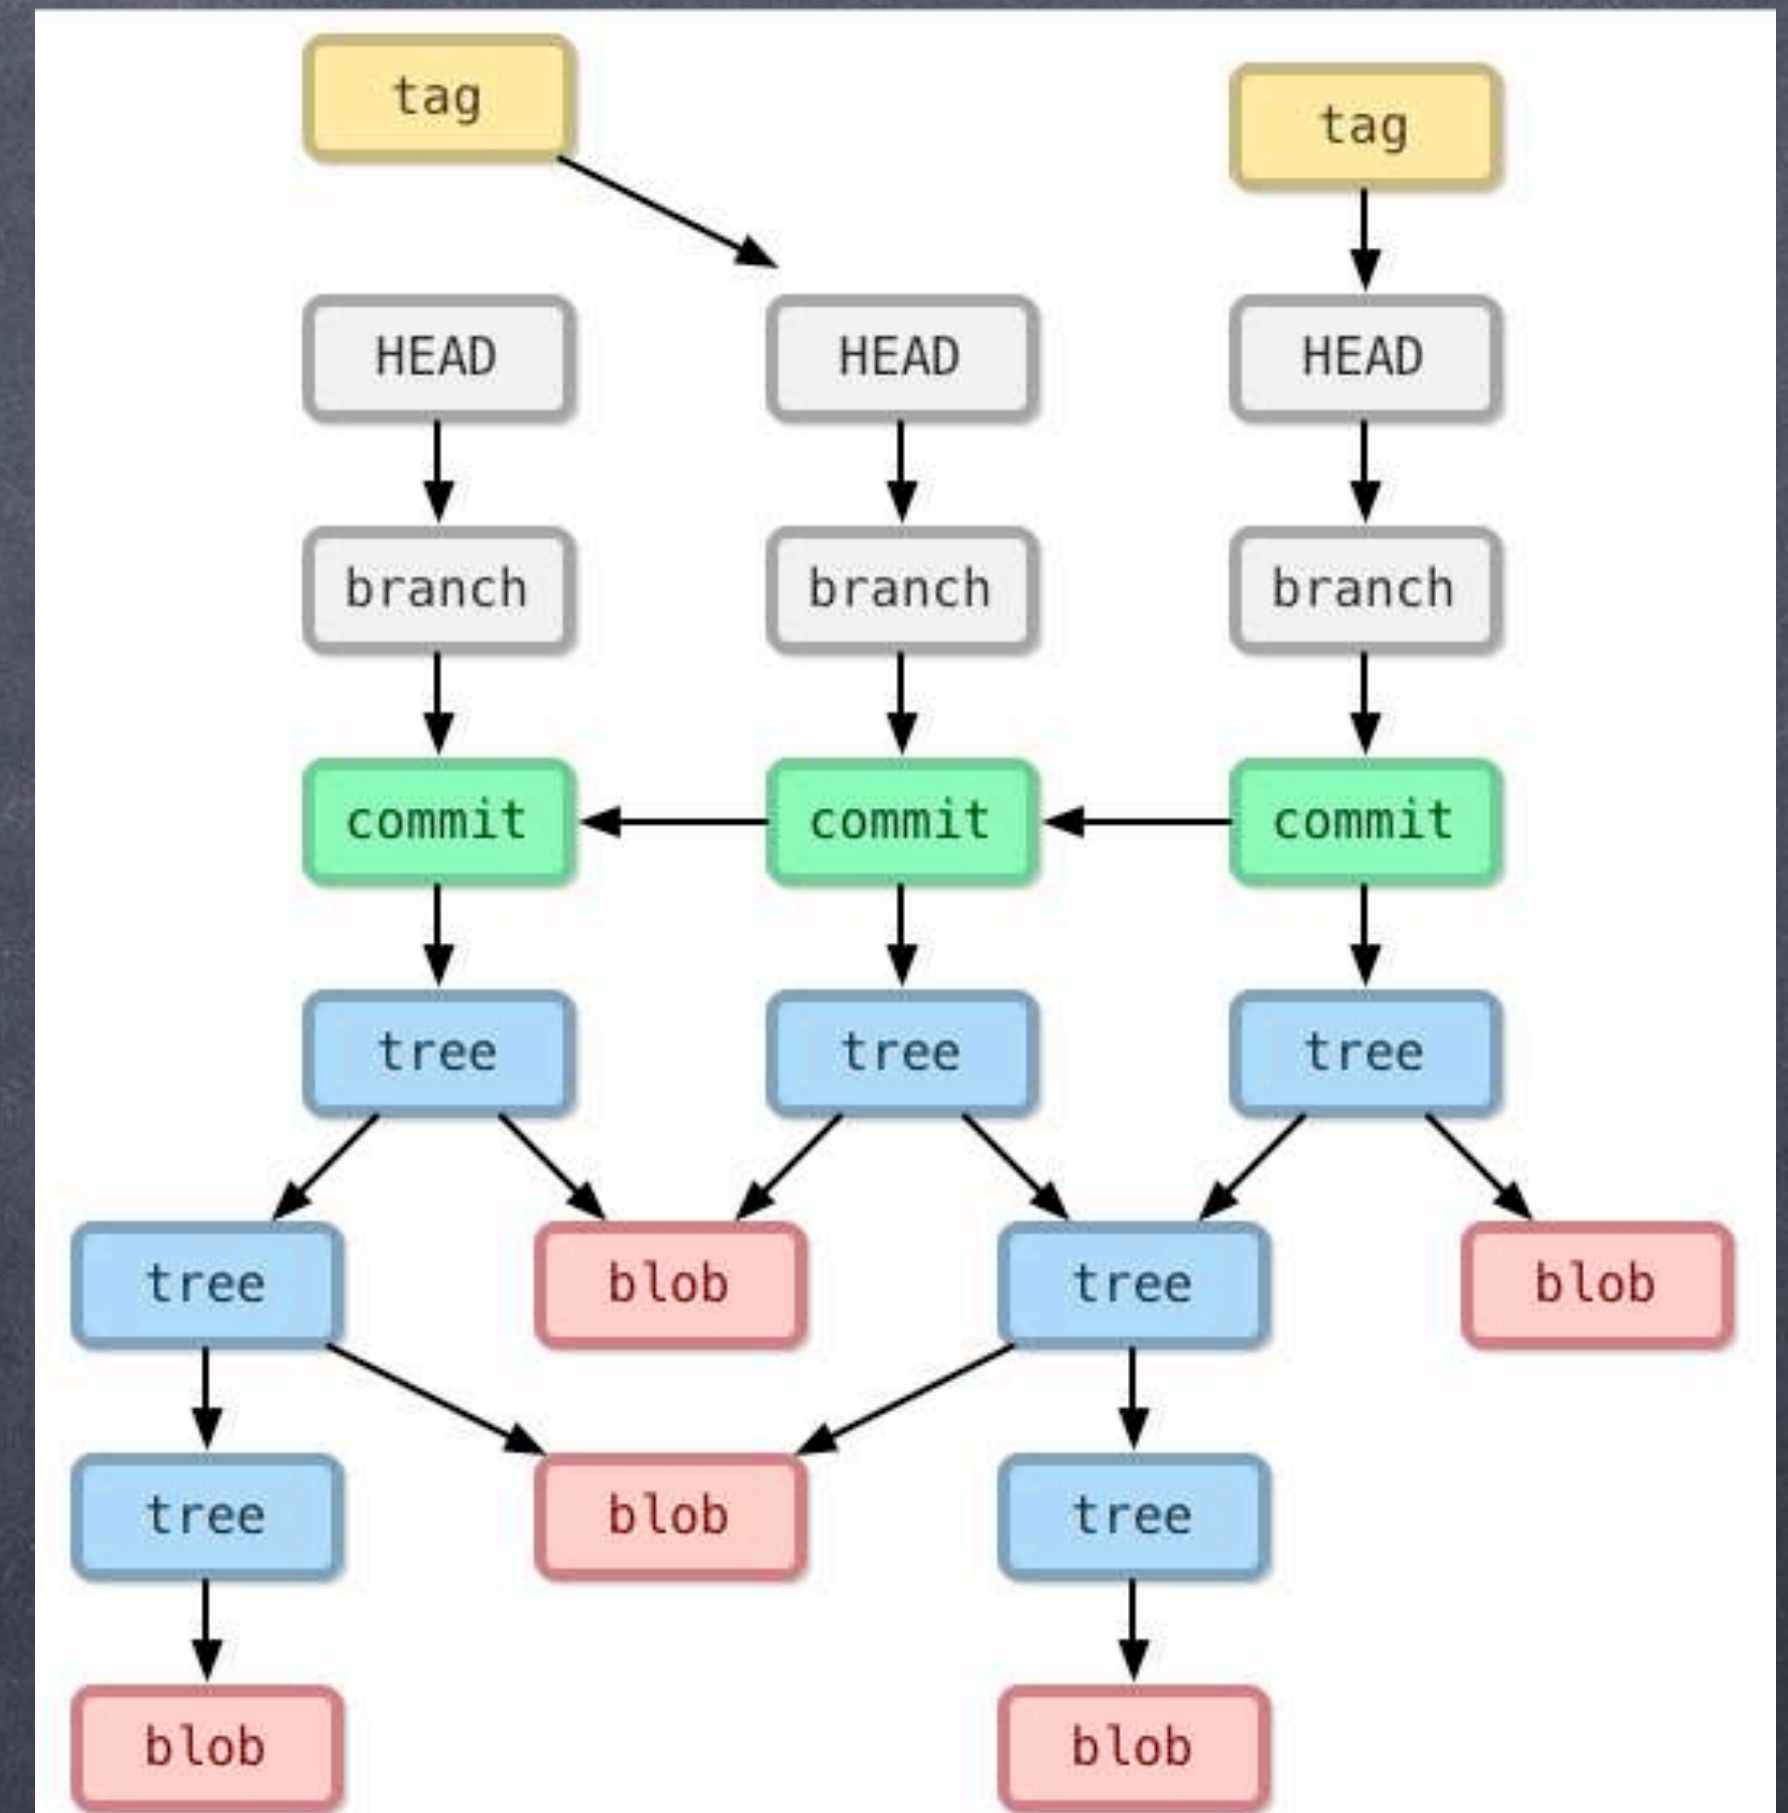 tag
tag
HEAD HEAD HEAD
branch branch branch
commit commit commit
tree tree tree
tree blob tree blob
tree blob tree
blob blob